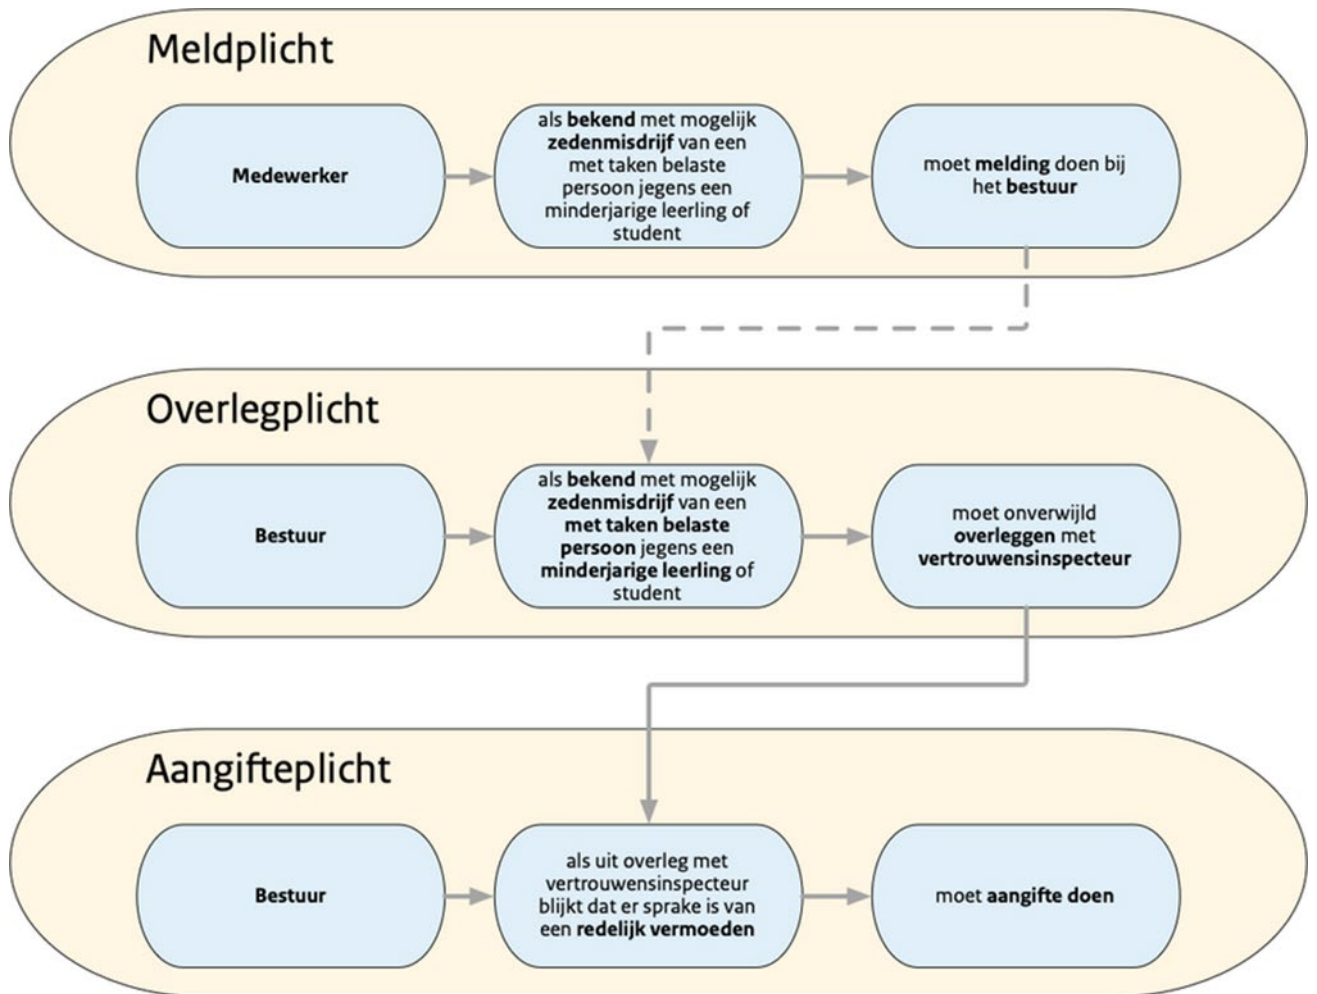 Meldplicht
Medewerker
als bekend met mogelijk
zedenmisdrijf van een
met taken belaste
persoon jegens een
minderjarige leerling of
student
moet melding doen bij
het bestuur
Overlegplicht
Bestuur
als bekend met mogelijk
zedenmisdrijf van een
met taken belaste
persoon jegens een
minderjarige leerling of
student
moet onverwijld
overleggen met
vertrouwensinspecteur
Aangifteplicht
Bestuur
als uit overleg met
vertrouwensinspecteur
blijkt dat er sprake is van
een redelijk vermoeden
moet aangifte doen